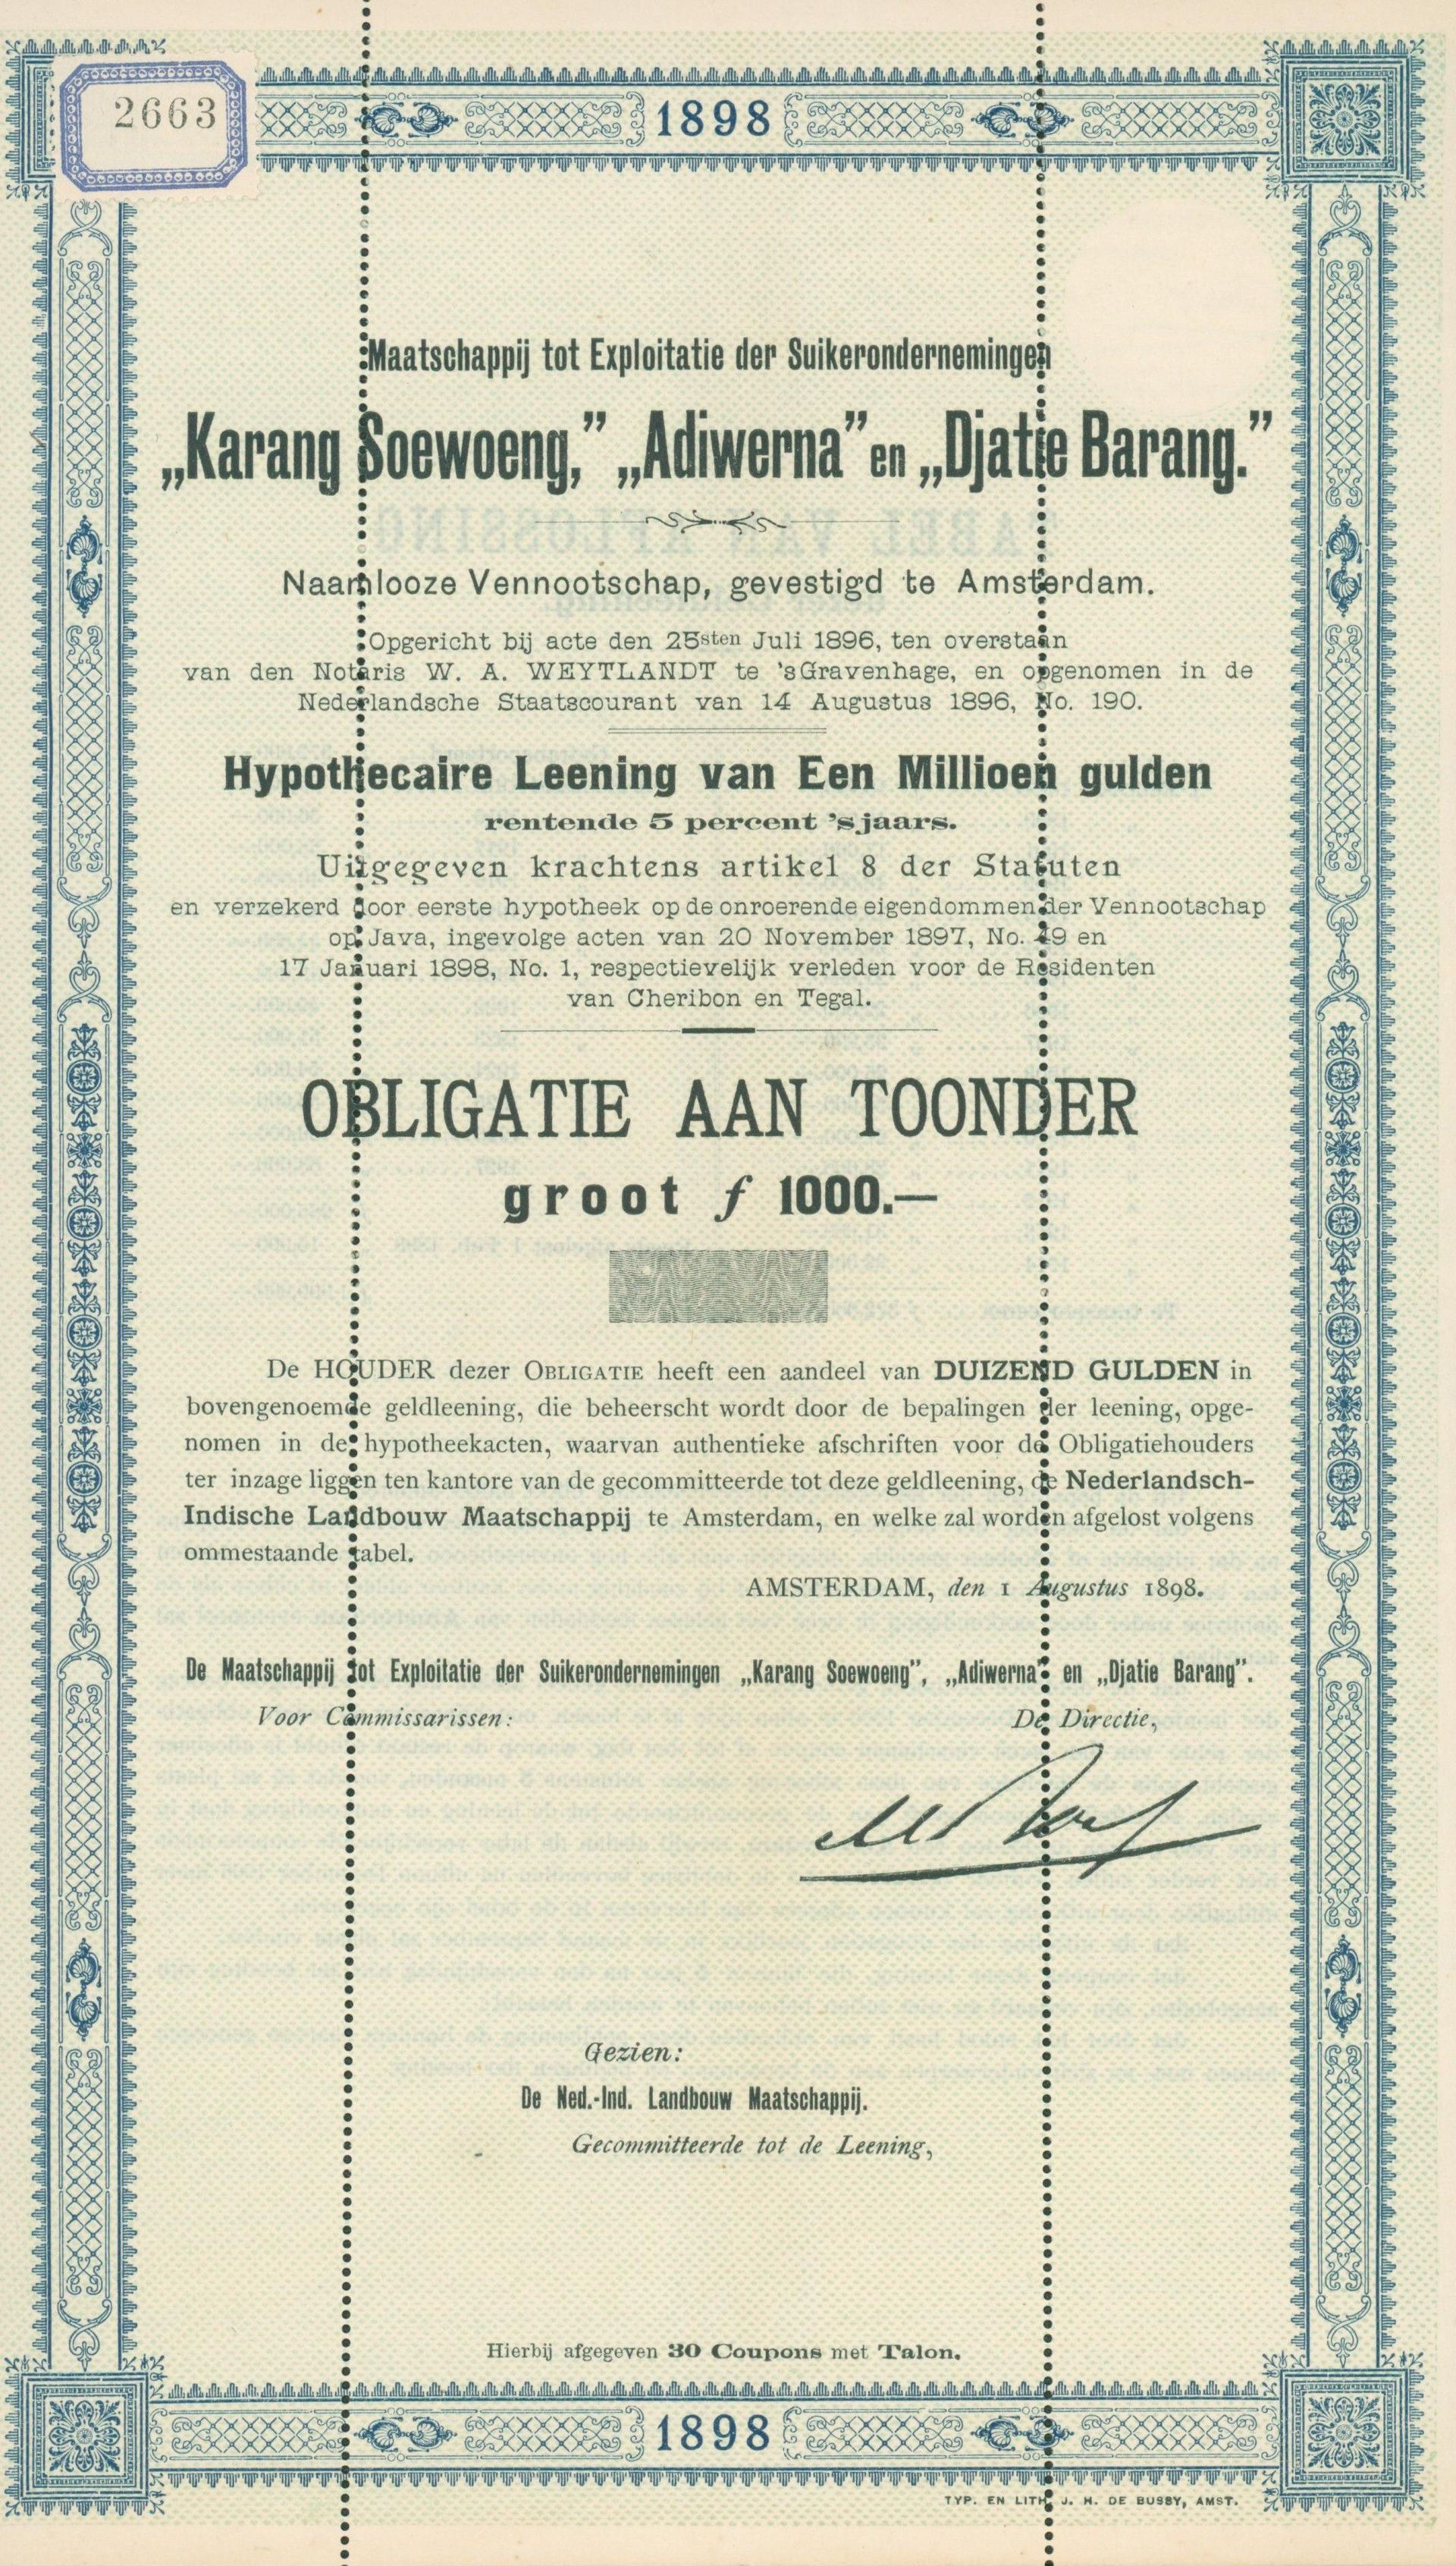 2663
1898
Maatschappij tot Exploitatie der Suikerondernemingen
„Karang Soewoeng,” „Adiwerna” en „Djatie Barang.”
Naamlooze Vennootschap, gevestigd te Amsterdam.
Opgericht bij acte den 25sten Juli 1896, ten overstaan
van den Notaris W. A. WEYTLANDT te 'sGravenhage, en opgenomen in de
Nederlandsche Staatscourant van 14 Augustus 1896, No. 190.
Hypothecaire Leening van Een Millioen gulden
rentende 5 percent 'sjaars.
Uitgegeven krachtens artikel 8 der Statuten
en verzekerd door eerste hypotheek op de onroerende eigendommen der Vennootschap
op Java, ingevolge acten van 20 November 1897, No. 49 en
17 Januari 1898, No. 1, respectievelijk verleden voor de Residenten
van Cheribon en Tegal.
OBLIGATIE AAN TOONDER
groot ƒ 1000.—
De HOUDER dezer OBLIGATIE heeft een aandeel van DUIZEND GULDEN in
bovengenoemde geldleening, die beheerscht wordt door de bepalingen der leening, opge-
nomen in de hypotheekacten, waarvan authentieke afschriften voor de Obligatiehouders
ter inzage liggen ten kantore van de gecommitteerde tot deze geldleening, de Nederlandsch-
Indische Landbouw Maatschappij te Amsterdam, en welke zal worden afgelost volgens
ommestaande tabel.
AMSTERDAM, den 1 Augustus 1898.
De Maatschappij tot Exploitatie der Suikerondernemingen „Karang Soewoeng”, „Adiwerna” en „Djatie Barang”.
Voor Commissarissen: De Directie,
Gezien:
De Ned.-Ind. Landbouw Maatschappij.
Gecommitteerde tot de Leening,
Hierbij afgegeven 30 Coupons met Talon.
1898
TYP. EN LITH. J. H. DE BUSSY, AMST.